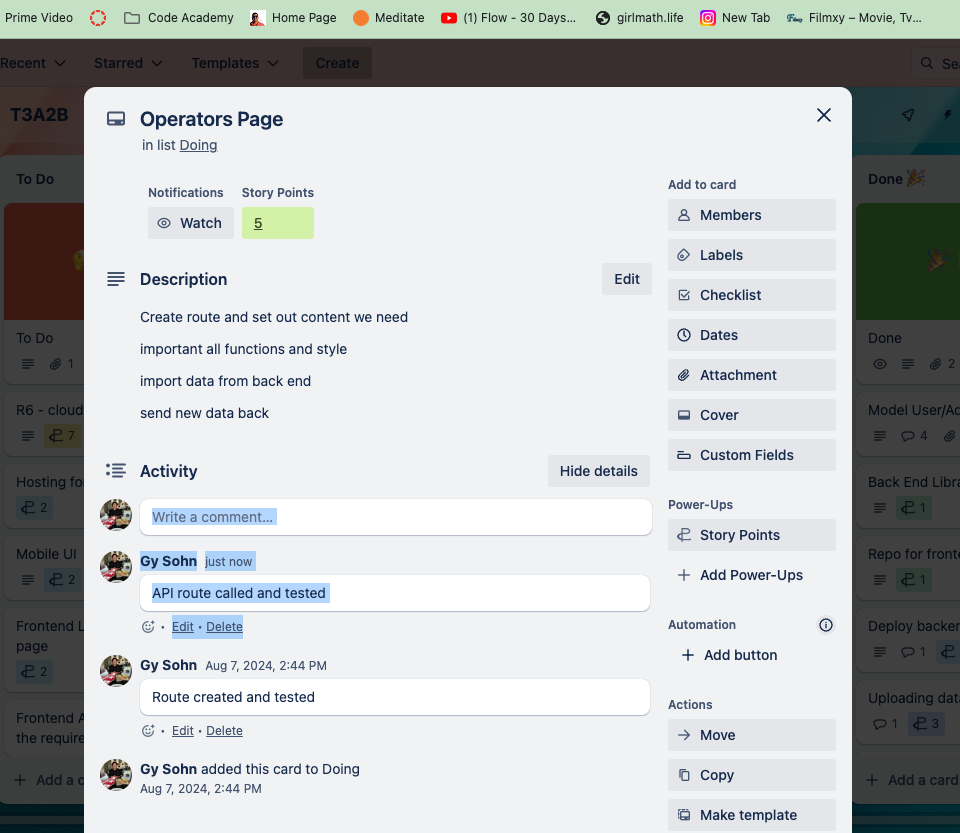 Prime Video
Code Academy
Home Page
Meditate
(1) Flow - 30 Days...
girlmath.life
New Tab
Filmxy – Movie, Tv...
Recent
Starred
Templates
Create
T3A2B
Operators Page
in list Doing
Notifications
Story Points
Watch
5
Description
Edit
Create route and set out content we need
important all functions and style
import data from back end
send new data back
Activity
Hide details
Write a comment...
Gy Sohn just now
API route called and tested
• Edit • Delete
Gy Sohn Aug 7, 2024, 2:44 PM
Route created and tested
• Edit • Delete
Gy Sohn added this card to Doing
Aug 7, 2024, 2:44 PM
Add to card
Members
Labels
Checklist
Dates
Attachment
Cover
Custom Fields
Power-Ups
Story Points
Add Power-Ups
Automation
Add button
Actions
Move
Copy
Make template
To Do
To Do
1
R6 - cloud
7
Hosting for
2
Mobile UI
2
Frontend L
page
2
Frontend A
the require
Add a c
Done 🎉
Done
2
Model User/Ad
4
Back End Libra
1
Repo for fronte
1
Deploy backen
1
Uploading data
1
3
Add a card